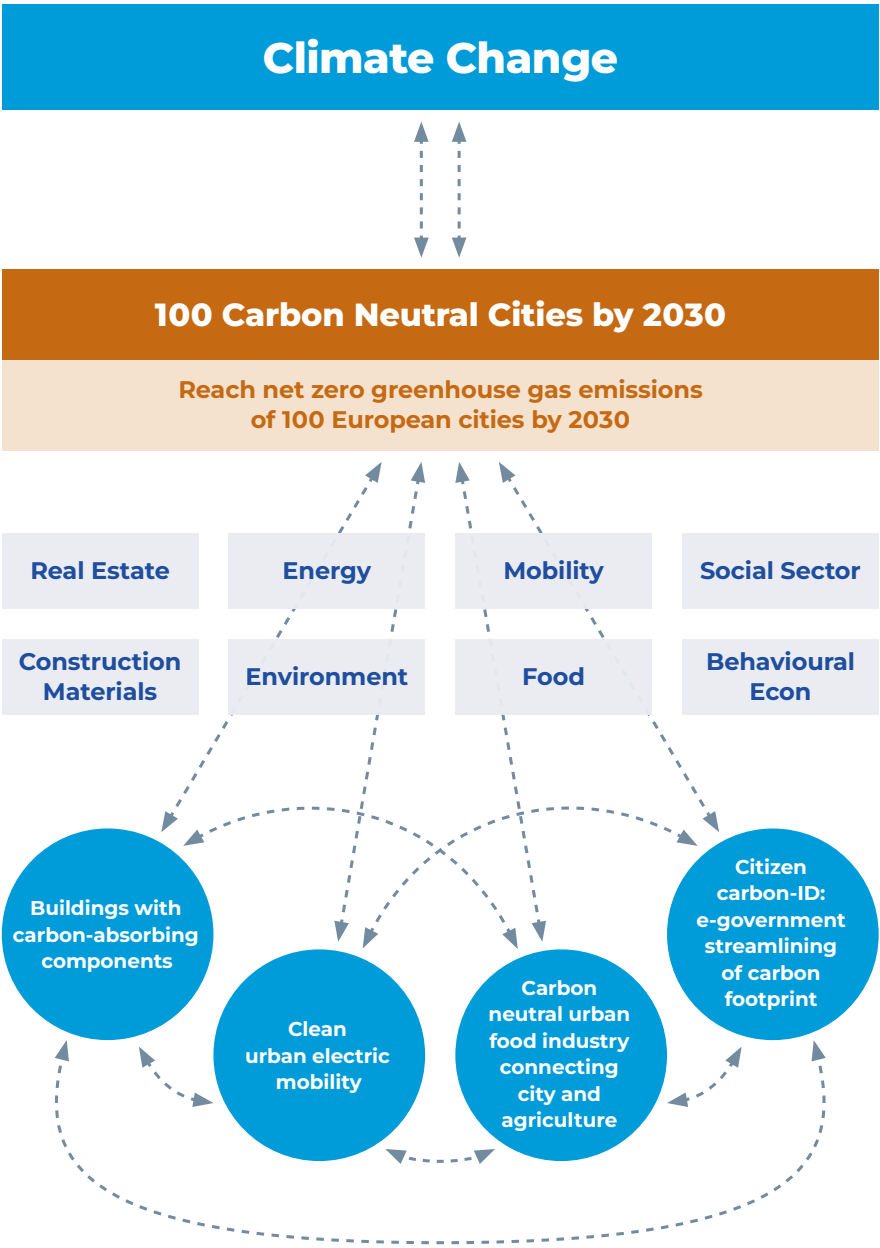 Climate Change
100 Carbon Neutral Cities by 2030
Reach net zero greenhouse gas emissions
of 100 European cities by 2030
Real Estate
Energy
Mobility
Social Sector
Construction
Materials
Environment
Food
Behavioural
Econ
Buildings with
carbon-absorbing
components
Clean
urban electric
mobility
Carbon
neutral urban
food industry
connecting
city and
agriculture
Citizen
carbon-ID:
e-government
streamlining
of carbon
footprint